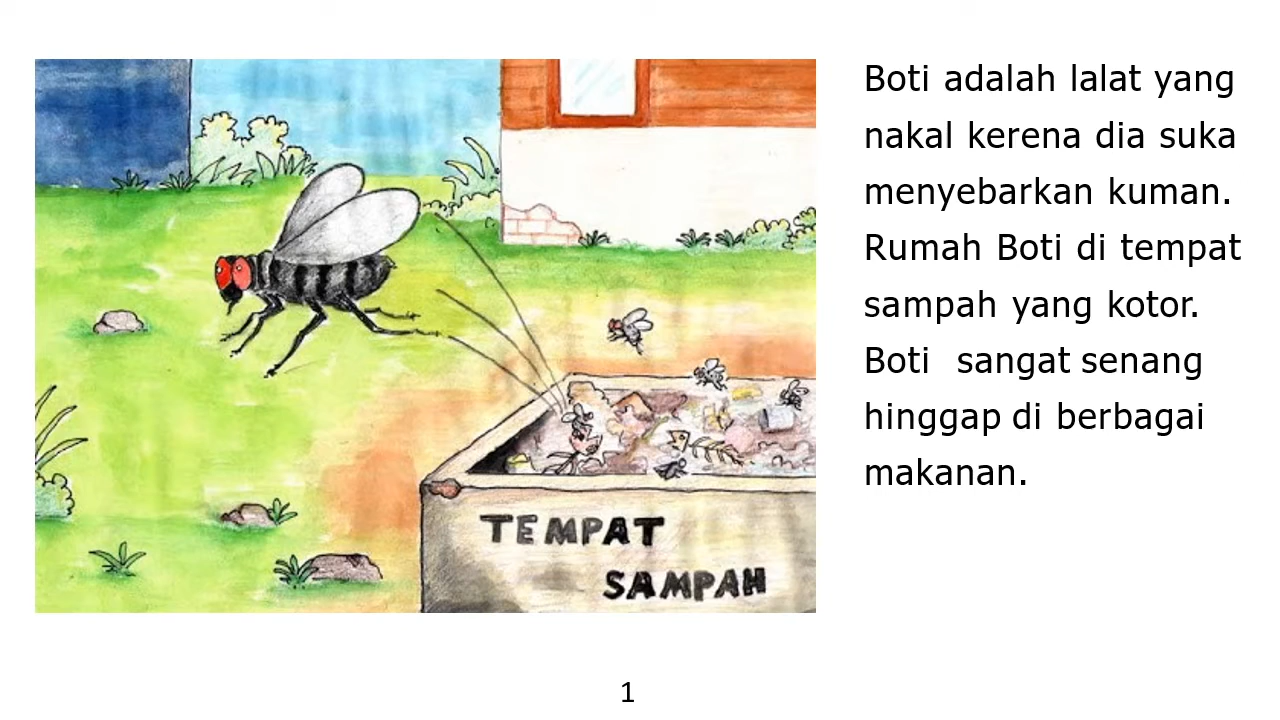 Boti adalah lalat yang
nakal kerena dia suka
menyebarkan kuman.
Rumah Boti di tempat
sampah yang kotor.
Boti sangat senang
hinggap di berbagai
makanan.
TEMPAT
SAMPAH
1